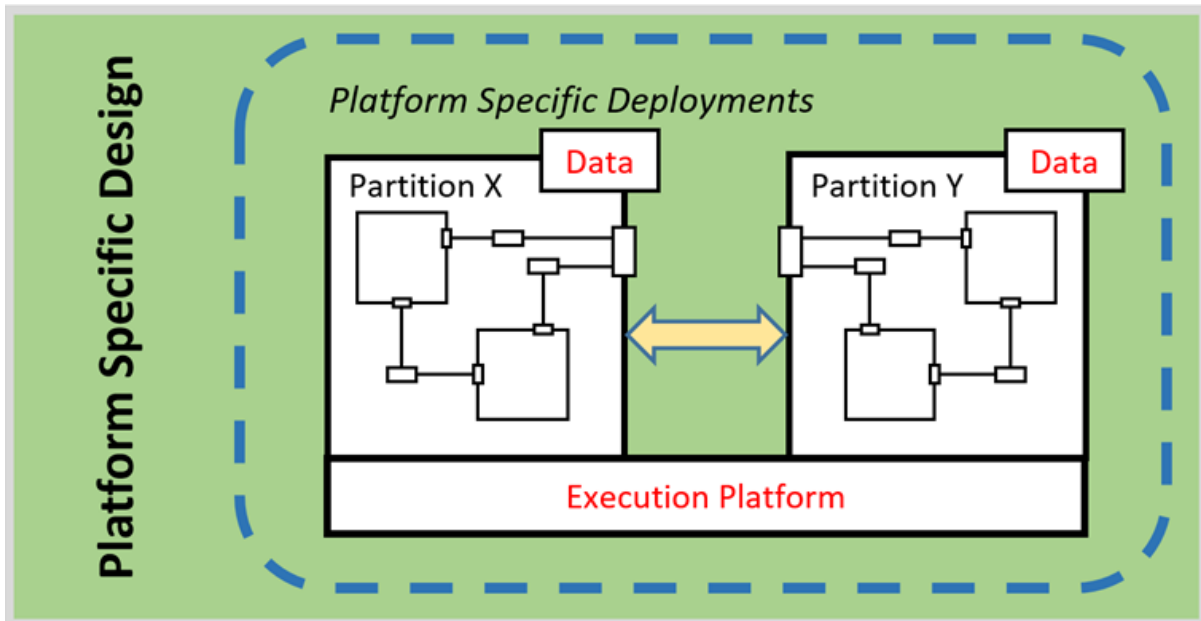 Platform Specific Design
Platform Specific Deployments
Data
Data
Partition X
Partition Y
Execution Platform